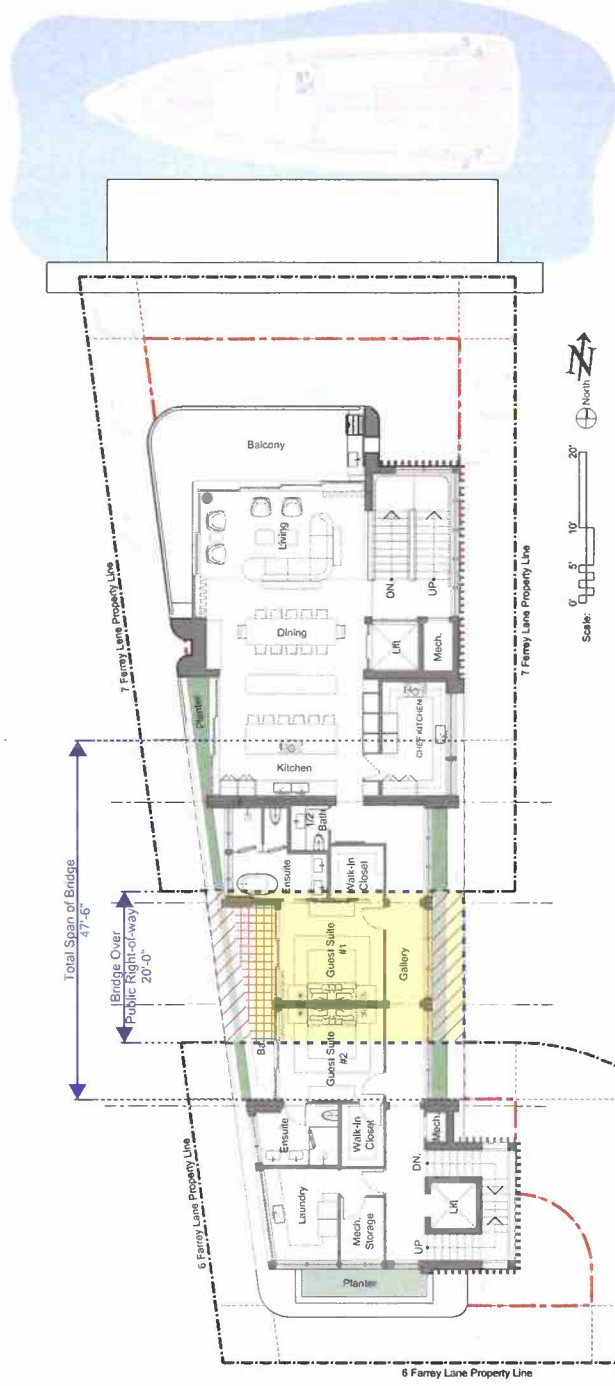 Balcony
Living
Dining
Kitchen
Planter
ON
UP
Lift
Mech.
CHEF KITCHEN
7 Farrey Lane Property Line
7 Farrey Lane Property Line
Scale:
0'
5'
10'
20'
North
N
Total Span of Bridge
47'-6"
Bridge Over
Public Right-of-way
20'-0"
Ensuite
1/2
Bath
Walk-In
Closet
Guest Suite
#1
Gallery
Ba
Guest Suite
#2
Ensuite
Walk-In
Closet
Mech.
Laundry
Mech.
Storage
DN.
UP
Lift
Planter
6 Farrey Lane Property Line
6 Farrey Lane Property Line